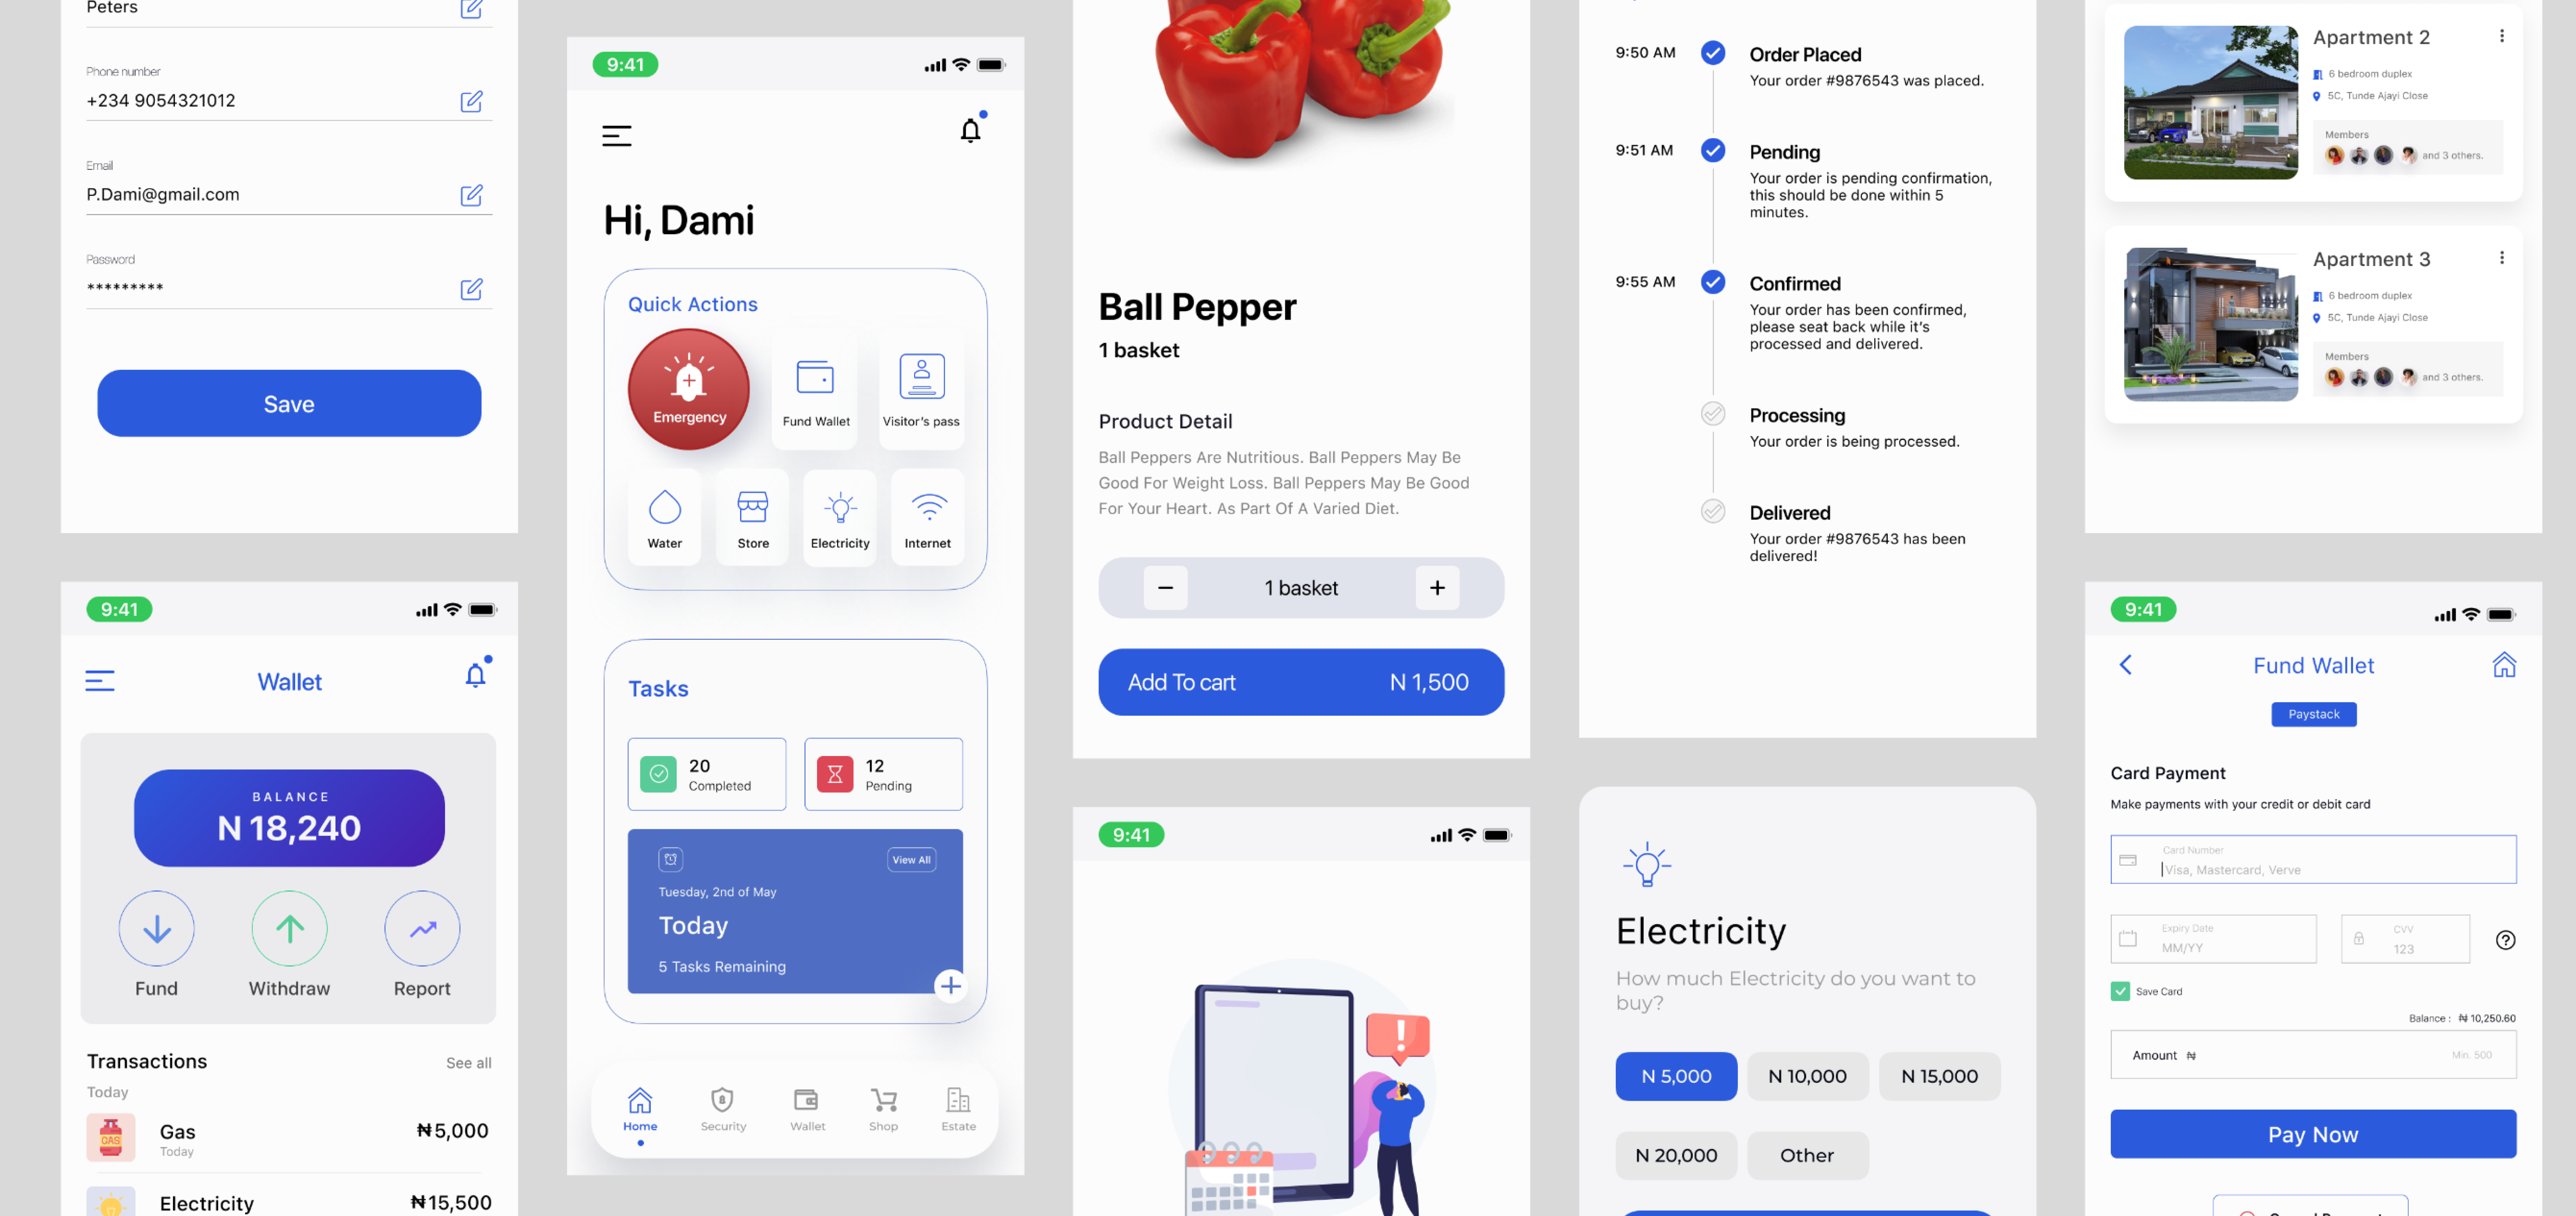 Peters
Phone number
+234 9054321012
Email
P.Dami@gmail.com
Password
*********
Save
9:41
Wallet
BALANCE
N 18,240
Fund
Withdraw
Report
Transactions
See all
Today
Gas
Today
₦5,000
GAS
Electricity
₦15,500
9:41
Hi, Dami
Quick Actions
Emergency
Fund Wallet
Visitor's pass
Water
Store
Electricity
Internet
Tasks
20
Completed
12
Pending
View All
Tuesday, 2nd of May
Today
5 Tasks Remaining
Home
Security
Wallet
Shop
Estate
Ball Pepper
1 basket
Product Detail
Ball Peppers Are Nutritious. Ball Peppers May Be
Good For Weight Loss. Ball Peppers May Be Good
For Your Heart. As Part Of A Varied Diet.
1 basket
Add To cart
N 1,500
9:41
9:50 AM
Order Placed
Your order #9876543 was placed.
9:51 AM
Pending
Your order is pending confirmation,
this should be done within 5
minutes.
9:55 AM
Confirmed
Your order has been confirmed,
please seat back while it's
processed and delivered.
Processing
Your order is being processed.
Delivered
Your order #9876543 has been
delivered!
Electricity
How much Electricity do you want to
buy?
N 5,000
N 10,000
N 15,000
N 20,000
Other
Apartment 2
6 bedroom duplex
5C, Tunde Ajayi Close
Members
and 3 others.
Apartment 3
6 bedroom duplex
5C, Tunde Ajayi Close
Members
and 3 others.
9:41
Fund Wallet
Paystack
Card Payment
Make payments with your credit or debit card
Card Number
Visa, Mastercard, Verve
Expiry Date
MM/YY
CVV
123
Save Card
Balance : ₦ 10,250.60
Amount ₦
Min. 500
Pay Now